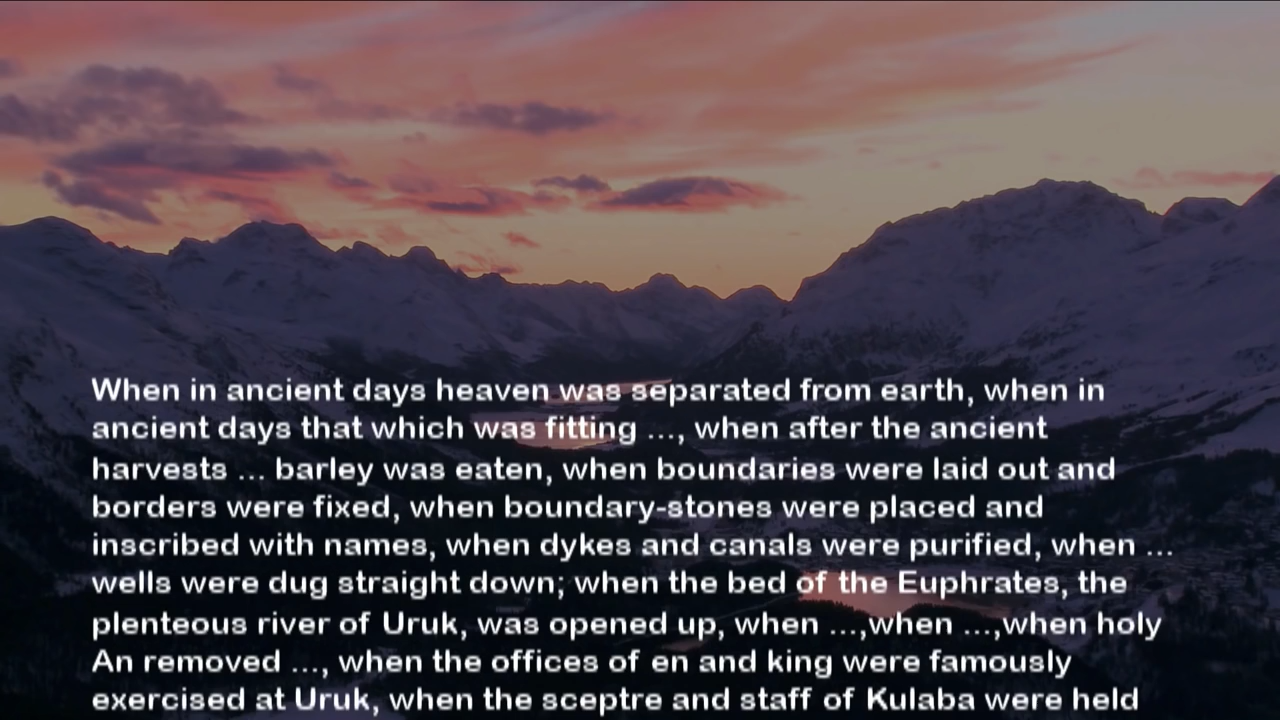 When in ancient days heaven was separated from earth, when in
ancient days that which was fitting ..., when after the ancient
harvests ... barley was eaten, when boundaries were laid out and
borders were fixed, when boundary-stones were placed and
inscribed with names, when dykes and canals were purified, when ...
wells were dug straight down; when the bed of the Euphrates, the
plenteous river of Uruk, was opened up, when ...,when ...,when holy
An removed ..., when the offices of en and king were famously
exercised at Uruk, when the sceptre and staff of Kulaba were held